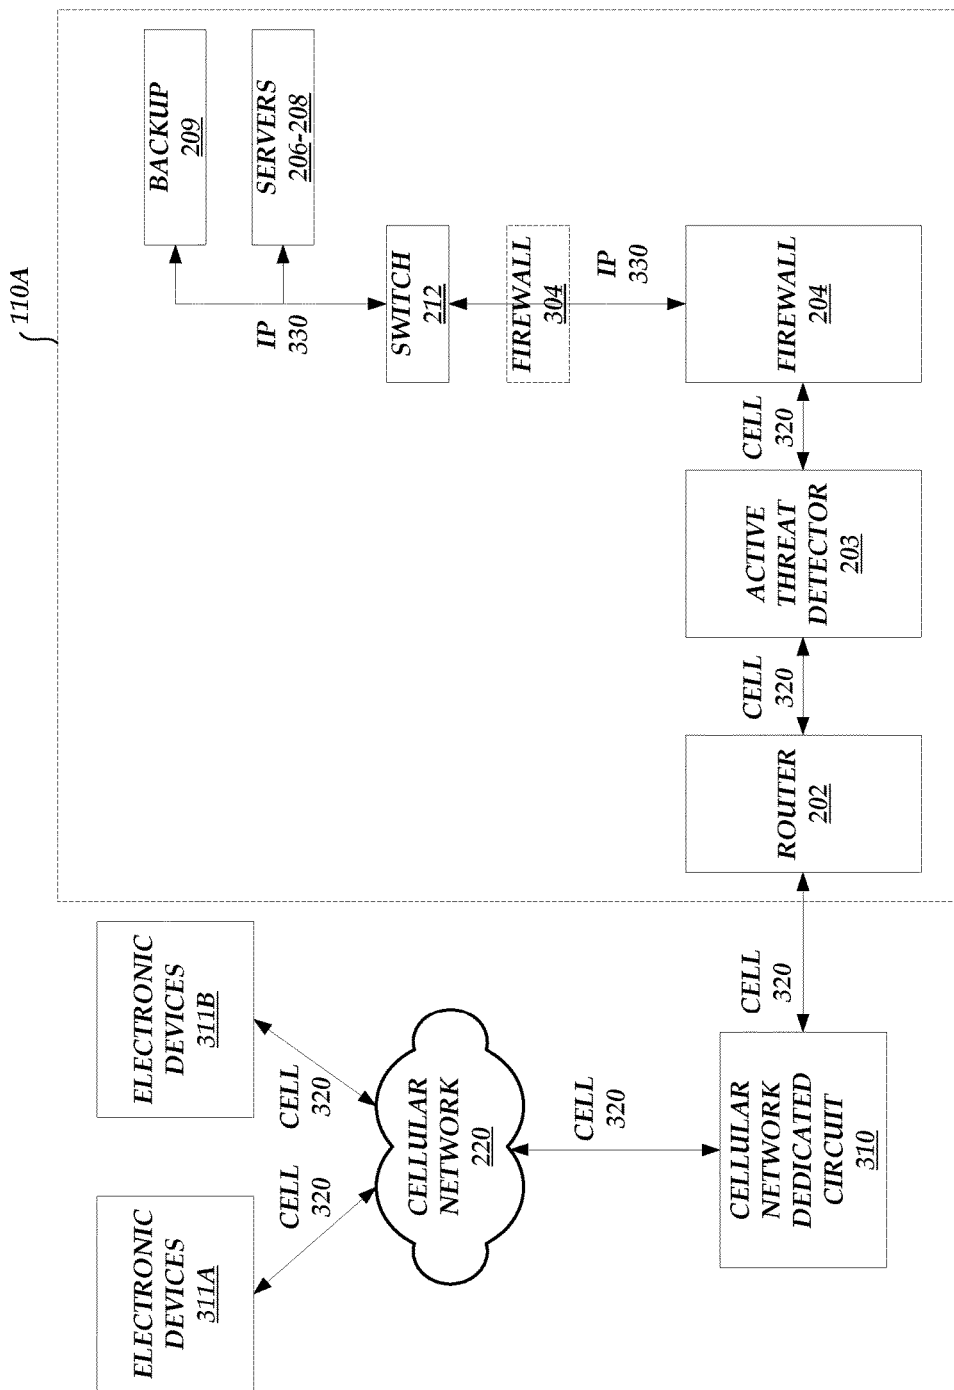 110A
ELECTRONIC
DEVICES
311A
ELECTRONIC
DEVICES
311B
CELL
320
CELL
320
CELLULAR
NETWORK
220
CELL
320
CELLULAR
NETWORK
DEDICATED
CIRCUIT
310
CELL
320
ROUTER
202
CELL
320
ACTIVE
THREAT
DETECTOR
203
CELL
320
FIREWALL
204
IP
330
FIREWALL
304
SWITCH
212
IP
330
BACKUP
209
SERVERS
206-208